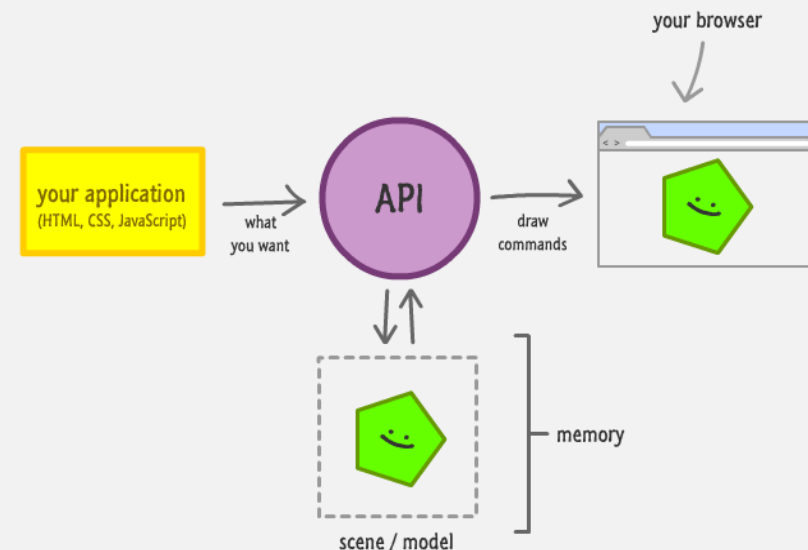 your browser
your application
(HTML, CSS, JavaScript)
what
you want
API
draw
commands
< >
memory
scene / model